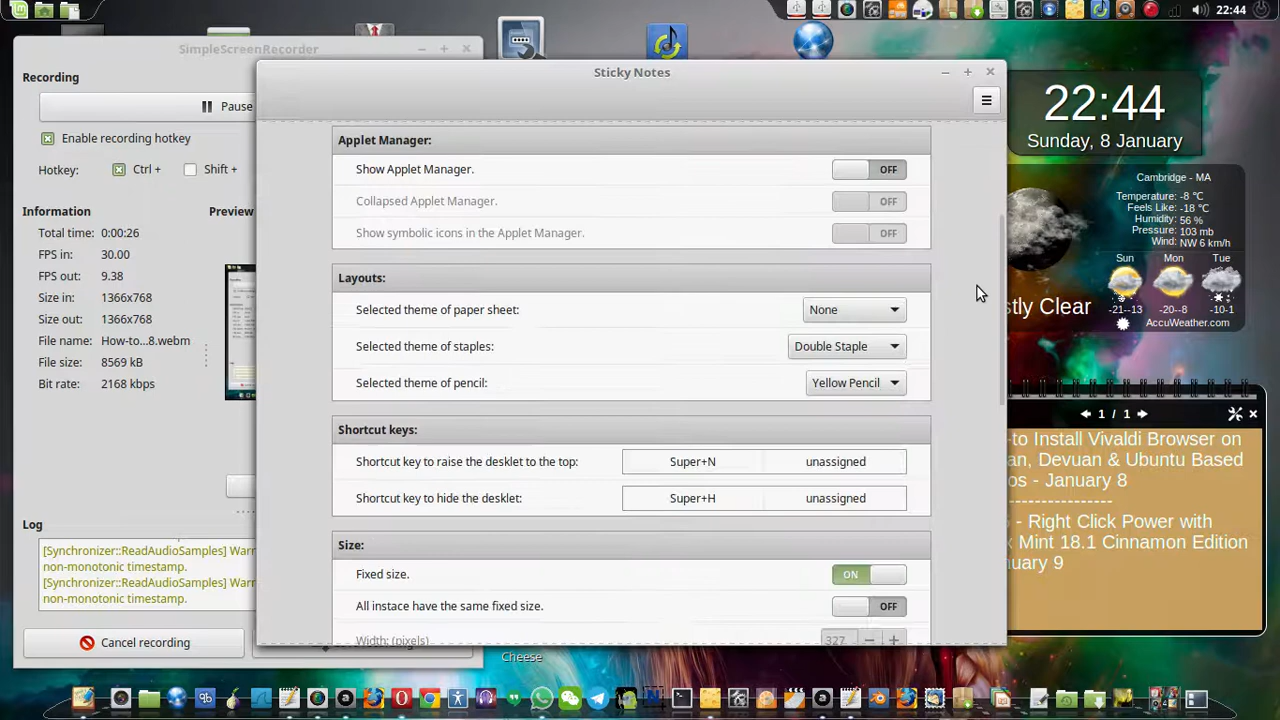 22:44
SimpleScreenRecorder
Recording
Pause
Enable recording hotkey
Hotkey:
Ctrl +
Shift +
Information
Preview
Total time:
0:00:26
FPS in:
30.00
FPS out:
9.38
Size in:
1366x768
Size out:
1366x768
File name:
How-to...8.webm
File size:
8569 kB
Bit rate:
2168 kbps
Log
[Synchronizer::ReadAudioSamples] Warn
non-monotonic timestamp.
[Synchronizer::ReadAudioSamples] Warn
non-monotonic timestamp.
Cancel recording
Sticky Notes
Applet Manager:
Show Applet Manager.
OFF
Collapsed Applet Manager.
OFF
Show symbolic icons in the Applet Manager.
OFF
Layouts:
Selected theme of paper sheet:
None
Selected theme of staples:
Double Staple
Selected theme of pencil:
Yellow Pencil
Shortcut keys:
Shortcut key to raise the desklet to the top:
Super+N
unassigned
Shortcut key to hide the desklet:
Super+H
unassigned
Size:
Fixed size.
ON
All instace have the same fixed size.
OFF
Width: (pixels)
327
Cheese
22:44
Sunday, 8 January
Cambridge - MA
Temperature: -8 ℃
Feels Like: -18 ℃
Humidity: 56 %
Pressure: 103 mb
Wind: NW 6 km/h
stly Clear
Sun
Mon
Tue
-21--13
-20--8
-10-1
AccuWeather.com
1 / 1
-to Install Vivaldi Browser on
an, Devuan & Ubuntu Based
os - January 8
------------------
- Right Click Power with
x Mint 18.1 Cinnamon Edition
nuary 9